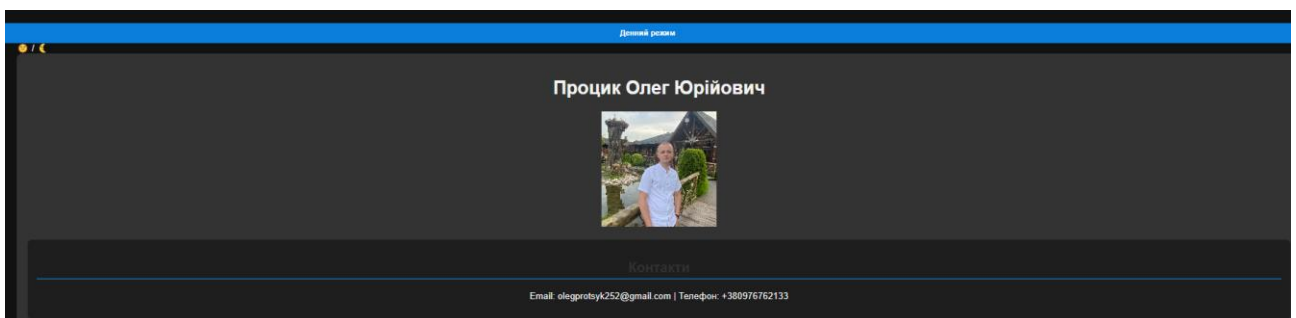 Денний режим
🌞 / 🌜
Процик Олег Юрійович
Контакти
Email: olegprotsyk252@gmail.com | Телефон: +380976762133